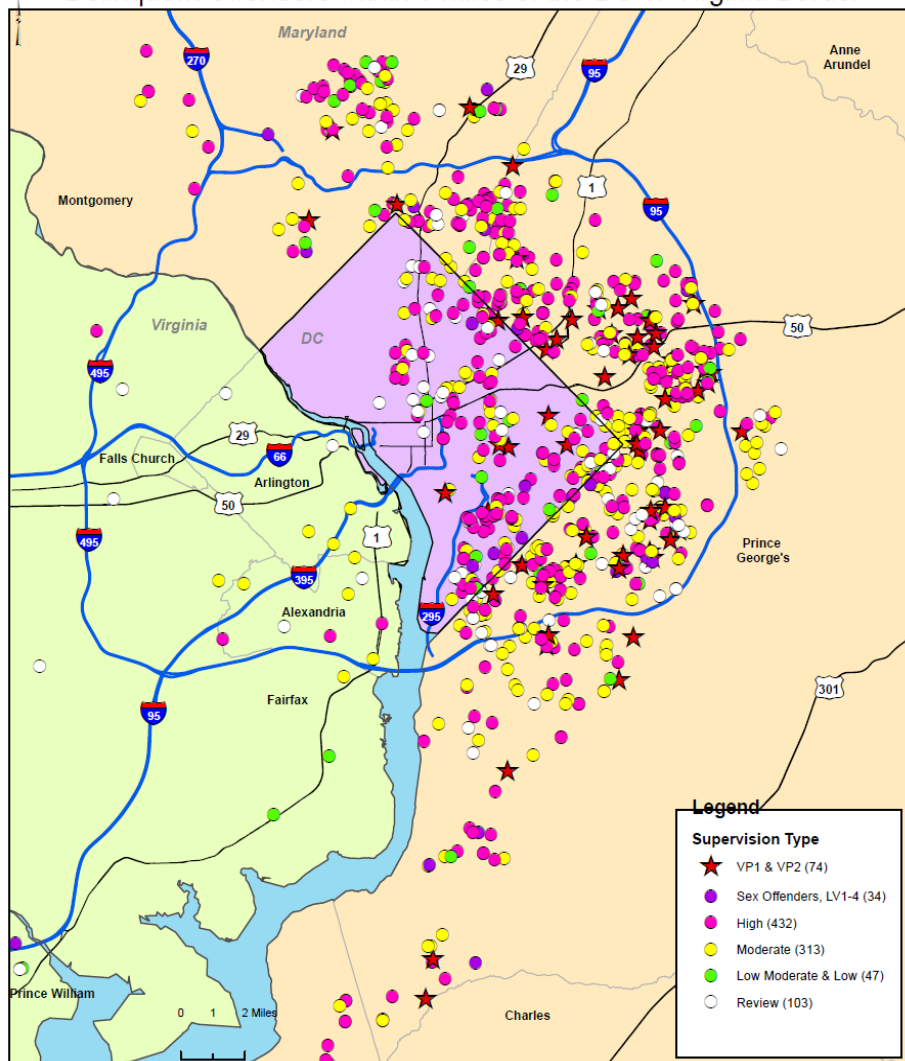 Maryland
Anne
Arundel
270
29
95
1
95
Montgomery
Virginia
DC
50
495
29
Falls Church
66
Arlington
50
495
1
395
Prince
George's
Alexandria
295
301
Fairfax
95
Prince William
0 1 2 Miles
Charles
Legend
Supervision Type
VP1 & VP2 (74)
Sex Offenders, LV1-4 (34)
High (432)
Moderate (313)
Low Moderate & Low (47)
Review (103)